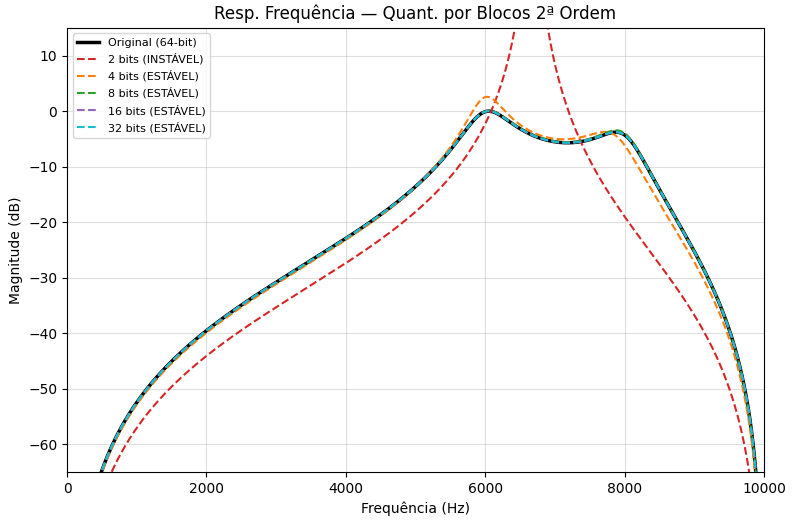 Resp. Frequência — Quant. por Blocos 2ª Ordem
Original (64-bit)
2 bits (INSTÁVEL)
4 bits (ESTÁVEL)
8 bits (ESTÁVEL)
16 bits (ESTÁVEL)
32 bits (ESTÁVEL)
Magnitude (dB)
10
0
−10
−20
−30
−40
−50
−60
0 2000 4000 6000 8000 10000
Frequência (Hz)